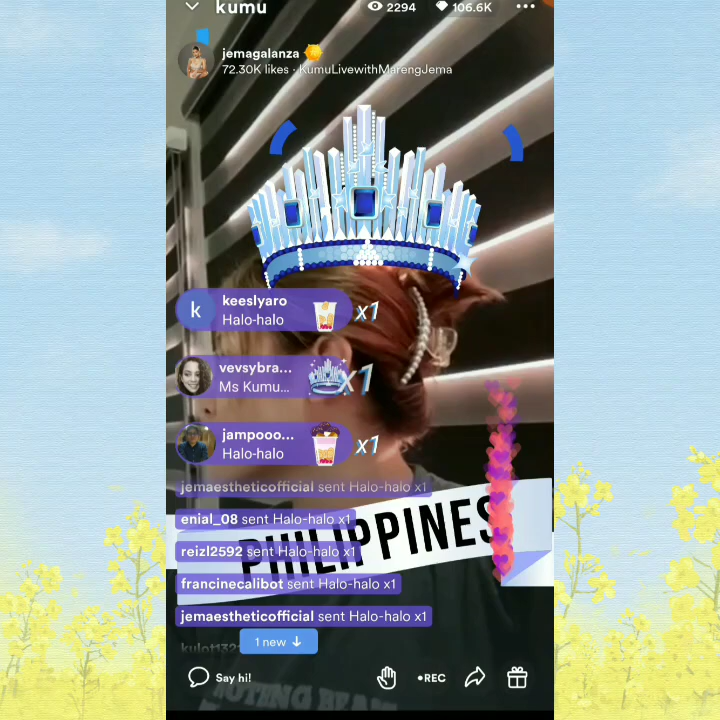 kumu
2294
106.6K
jemagalanza
72.30K likes · KumuLivewithMarengJema
k
keeslyaro
Halo-halo
x1
vevsybra...
Ms Kumu...
x1
jampooo...
Halo-halo
x1
jemaestheticofficial sent Halo-halo x1
enial_08 sent Halo-halo x1
reizl2592 sent Halo-halo x1
PHILIPPINES
francinecalibot sent Halo-halo x1
jemaestheticofficial sent Halo-halo x1
1 new ↓
Say hi!
•REC